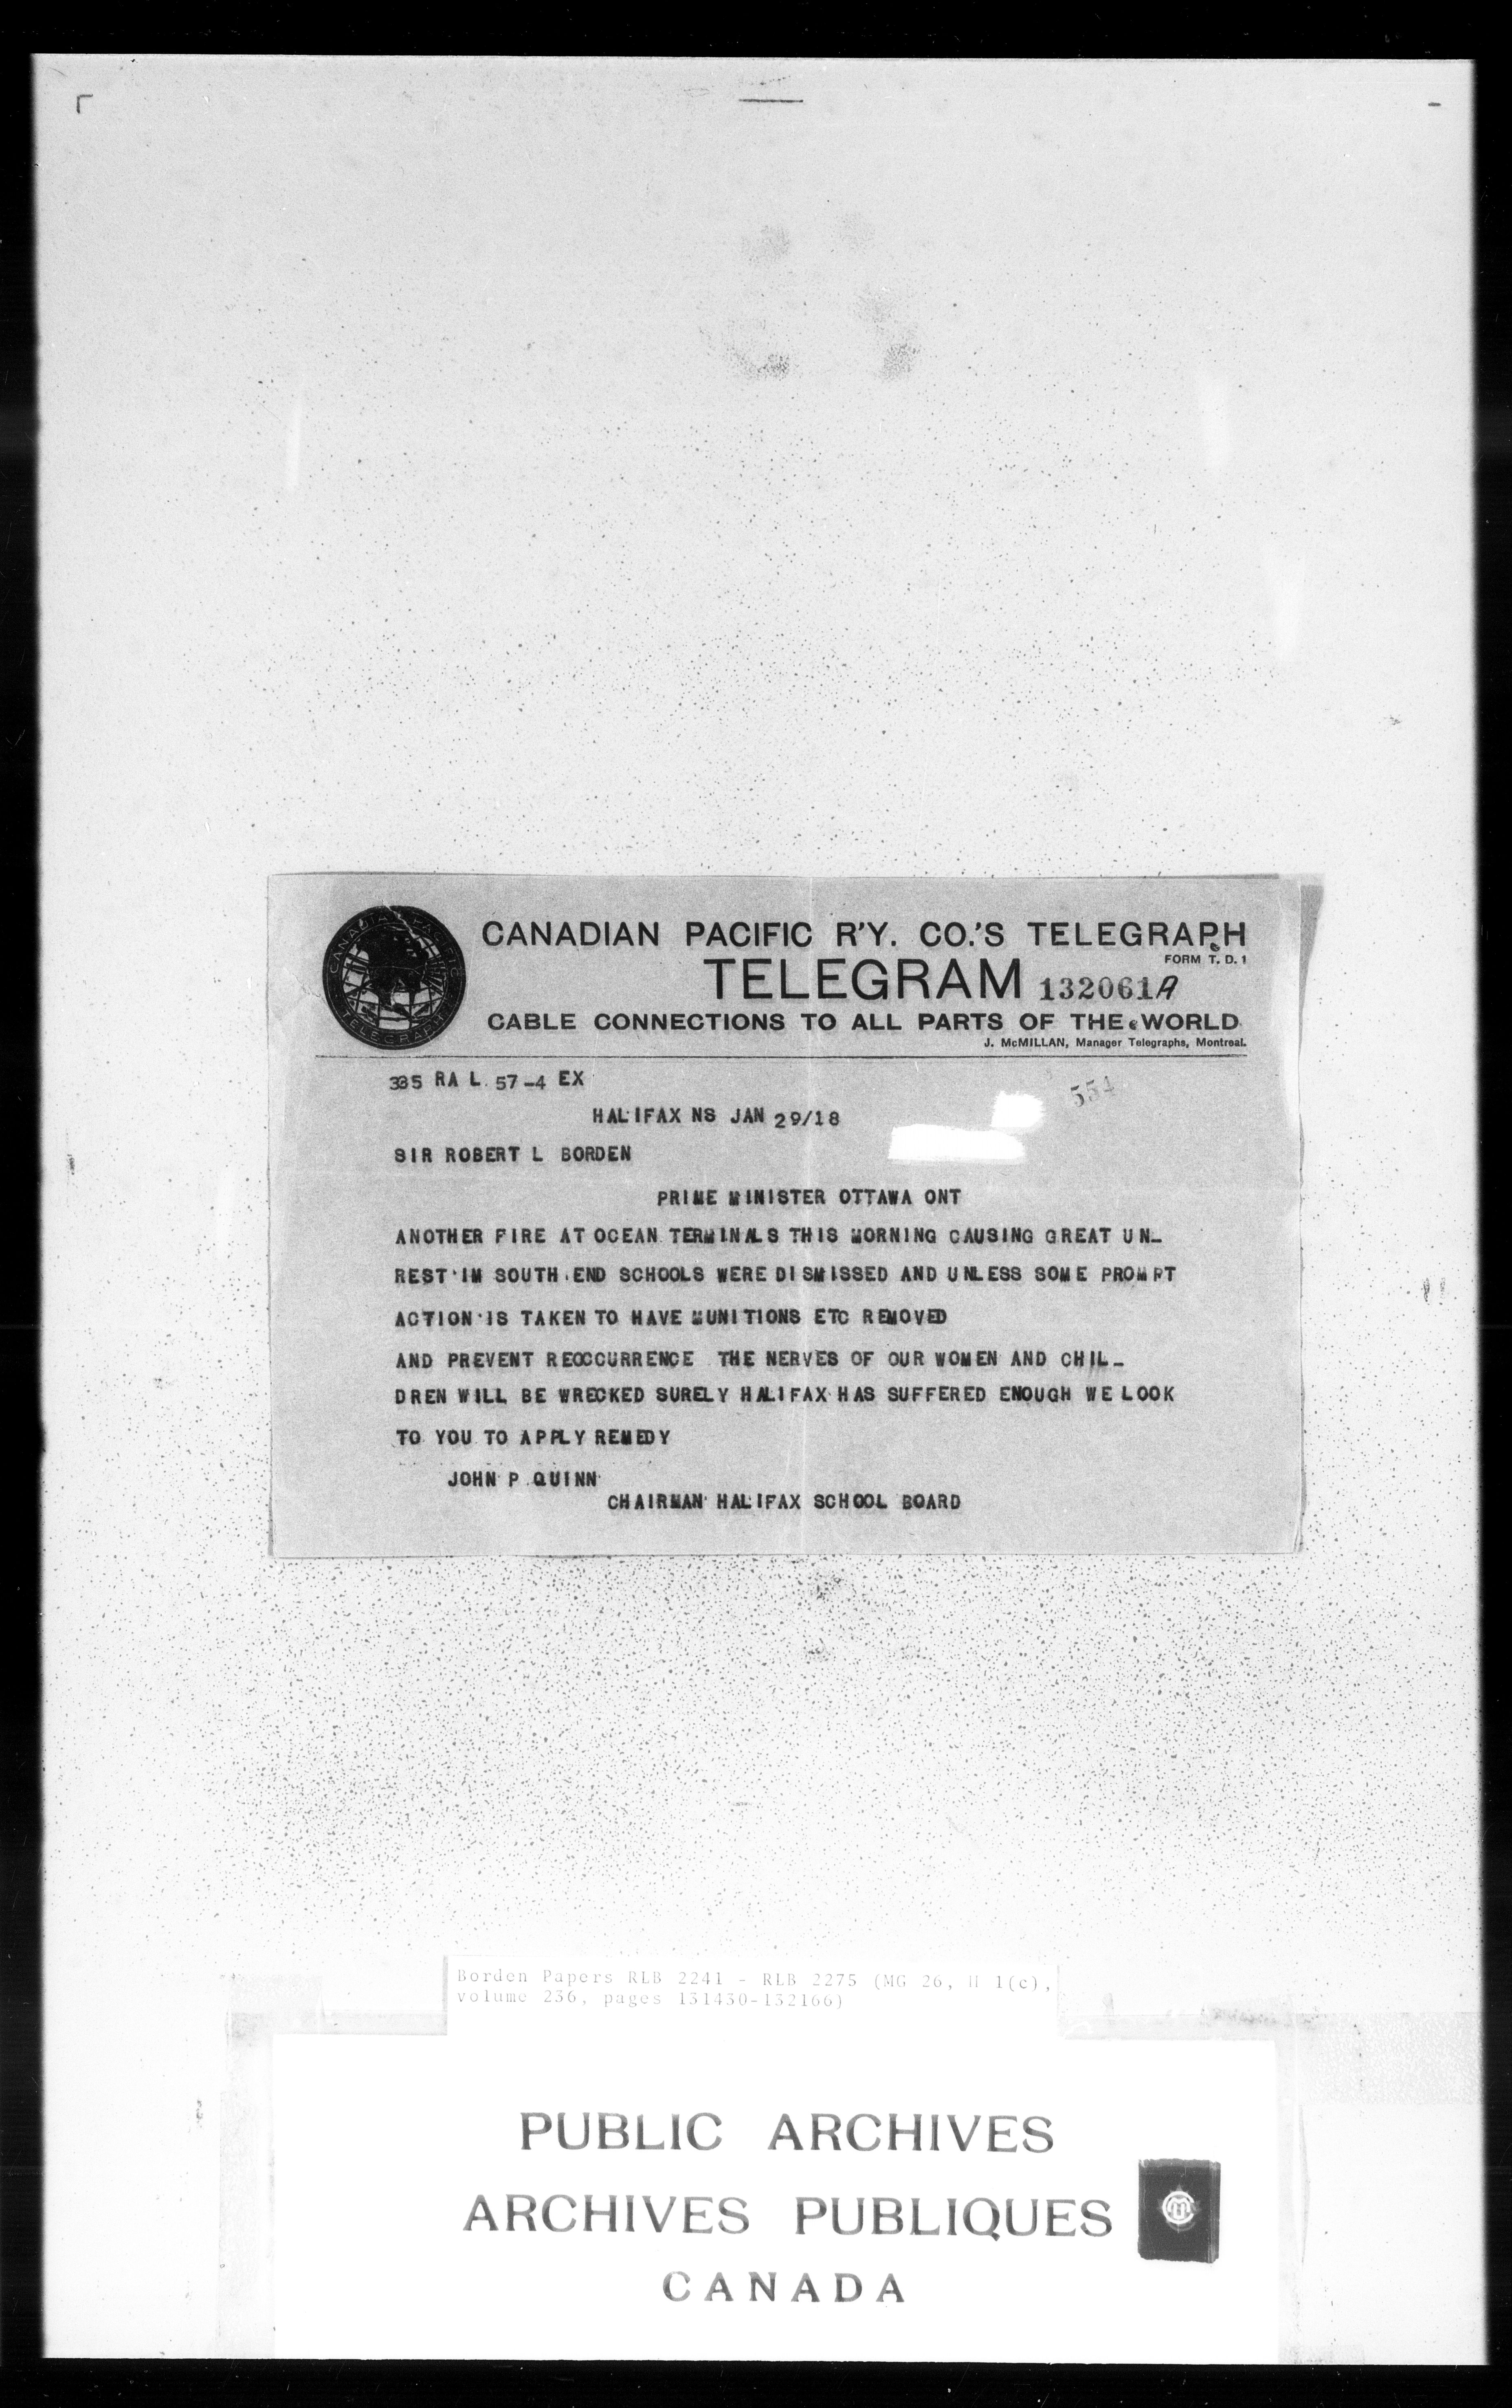 CANADIAN PACIFIC R'Y. CO.'S TELEGRAPH
FORM T. D. 1
TELEGRAM 132061A
CABLE CONNECTIONS TO ALL PARTS OF THE WORLD
J. McMILLAN, Manager Telegraphs, Montreal.
CANADIAN PACIFIC TELEGRAPH
335 RA L 57-4 EX
554
HALIFAX NS JAN 29/18
SIR ROBERT L BORDEN
PRIME MINISTER OTTAWA ONT
ANOTHER FIRE AT OCEAN TERMINALS THIS MORNING CAUSING GREAT UN-
REST IM SOUTH END SCHOOLS WERE DISMISSED AND UNLESS SOME PROMPT
ACTION IS TAKEN TO HAVE MUNITIONS ETC REMOVED
AND PREVENT REOCCURRENCE THE NERVES OF OUR WOMEN AND CHIL-
DREN WILL BE WRECKED SURELY HALIFAX HAS SUFFERED ENOUGH WE LOOK
TO YOU TO APPLY REMEDY
JOHN P QUINN
CHAIRMAN HALIFAX SCHOOL BOARD
Borden Papers RLB 2241 - RLB 2275 (MG 26, H 1(c),
volume 236, pages 131430-132166)
PUBLIC ARCHIVES
ARCHIVES PUBLIQUES
CANADA